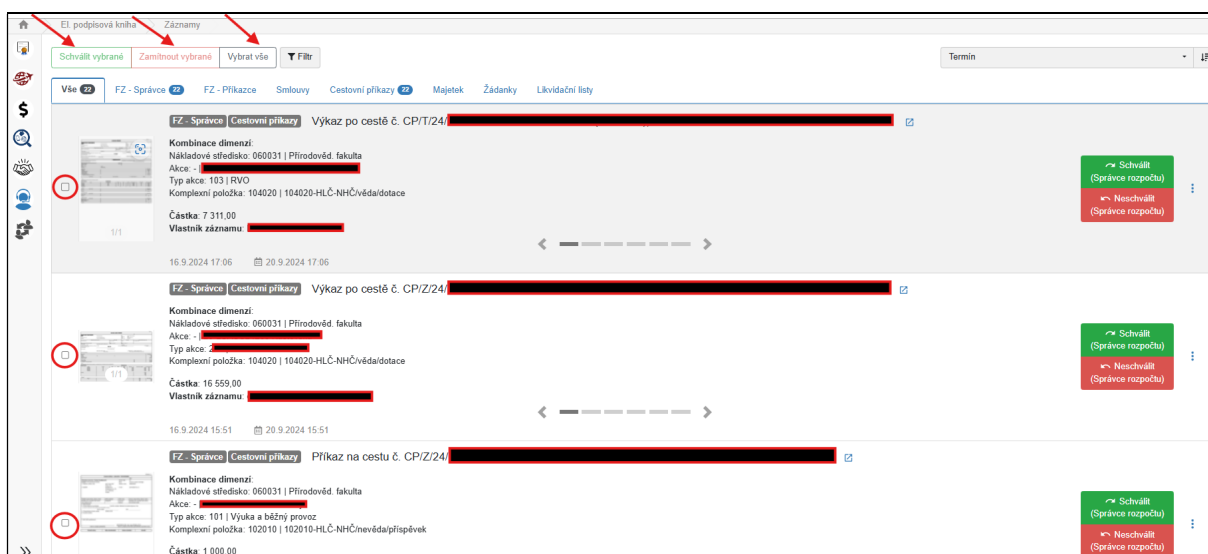 El. podpisová kniha Záznamy
Schválit vybrané Zamítnout vybrané Vybrat vše Filtr Termín
Vše 22 FZ - Správce 22 FZ - Příkazce Smlouvy Cestovní příkazy 22 Majetek Žádanky Likvidační listy
FZ - Správce Cestovní příkazy Výkaz po cestě č. CP/T/24/
Kombinace dimenzí:
Nákladové středisko: 060031 | Přírodověd. fakulta
Akce: - |
Typ akce: 103 | RVO
Komplexní položka: 104020 | 104020-HLČ-NHČ/věda/dotace
Částka: 7 311,00
Vlastník záznamu:
1/1
16.9.2024 17:06 20.9.2024 17:06
Schválit
(Správce rozpočtu)
Neschválit
(Správce rozpočtu)
FZ - Správce Cestovní příkazy Výkaz po cestě č. CP/Z/24/
Kombinace dimenzí:
Nákladové středisko: 060031 | Přírodověd. fakulta
Akce: - |
Typ akce: 2
Komplexní položka: 104020 | 104020-HLČ-NHČ/věda/dotace
1/1
Částka: 16 559,00
Vlastník záznamu:
16.9.2024 15:51 20.9.2024 15:51
Schválit
(Správce rozpočtu)
Neschválit
(Správce rozpočtu)
FZ - Správce Cestovní příkazy Příkaz na cestu č. CP/Z/24/
Kombinace dimenzí:
Nákladové středisko: 060031 | Přírodověd. fakulta
Akce: -
Typ akce: 101 | Výuka a běžný provoz
Komplexní položka: 102010 | 102010-HLČ-NHČ/nevěda/příspěvek
Částka: 1 000,00
Schválit
(Správce rozpočtu)
Neschválit
(Správce rozpočtu)